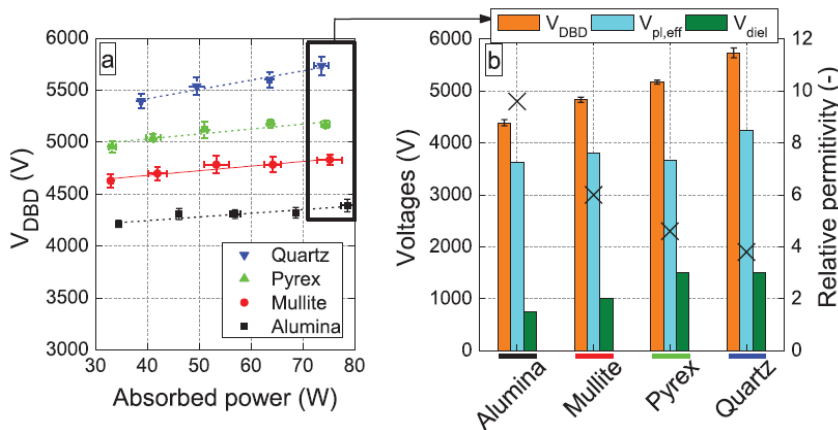 a
6000
5500
5000
4500
4000
3500
3000
V_DBD (V)
30 40 50 60 70 80
Absorbed power (W)
Quartz
Pyrex
Mullite
Alumina
V_DBD V_pl,eff V_diel
b
6000
5000
4000
3000
2000
1000
0
Voltages (V)
12
10
8
6
4
2
0
Relative permitivity (-)
Alumina
Mullite
Pyrex
Quartz